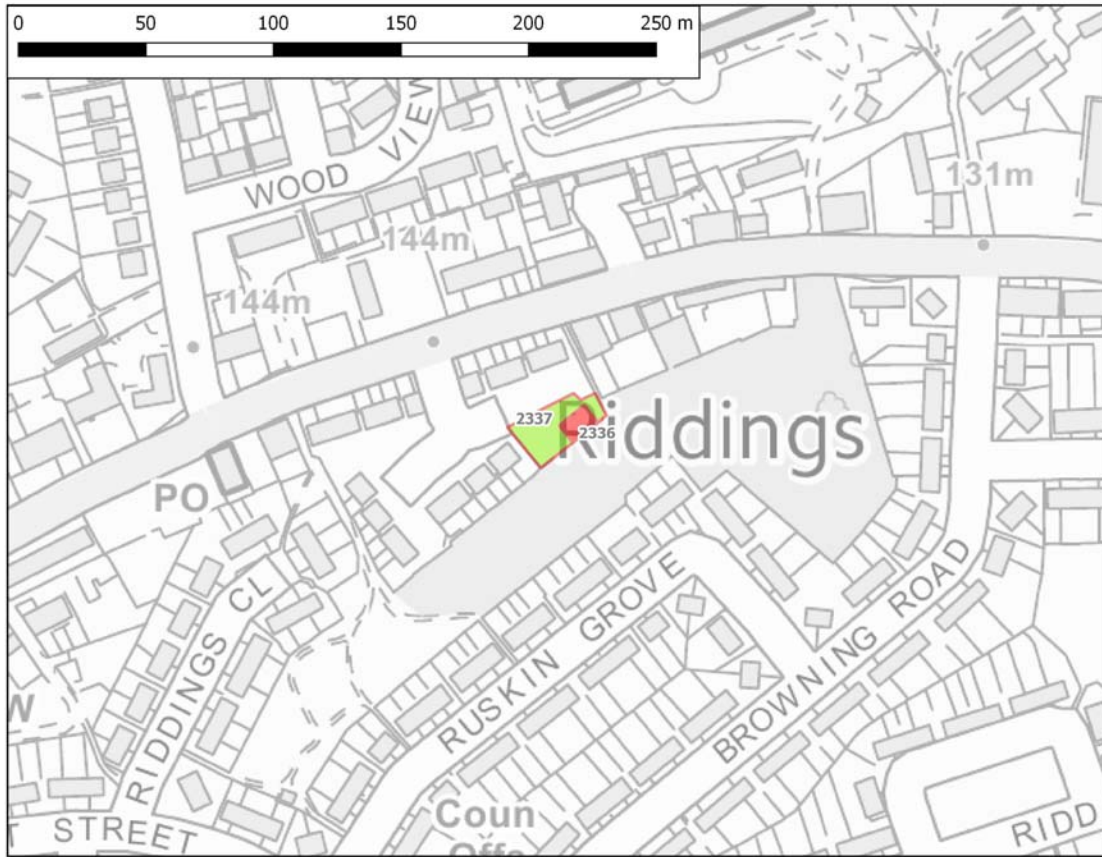 0 50 100 150 200 250 m
WOOD VIEW
131m
144m
144m
2337
Riddings
2336
PO
RIDDINGS CL
RUSKIN GROVE
BROWNING ROAD
W
Coun
Offs
T STREET
RIDD